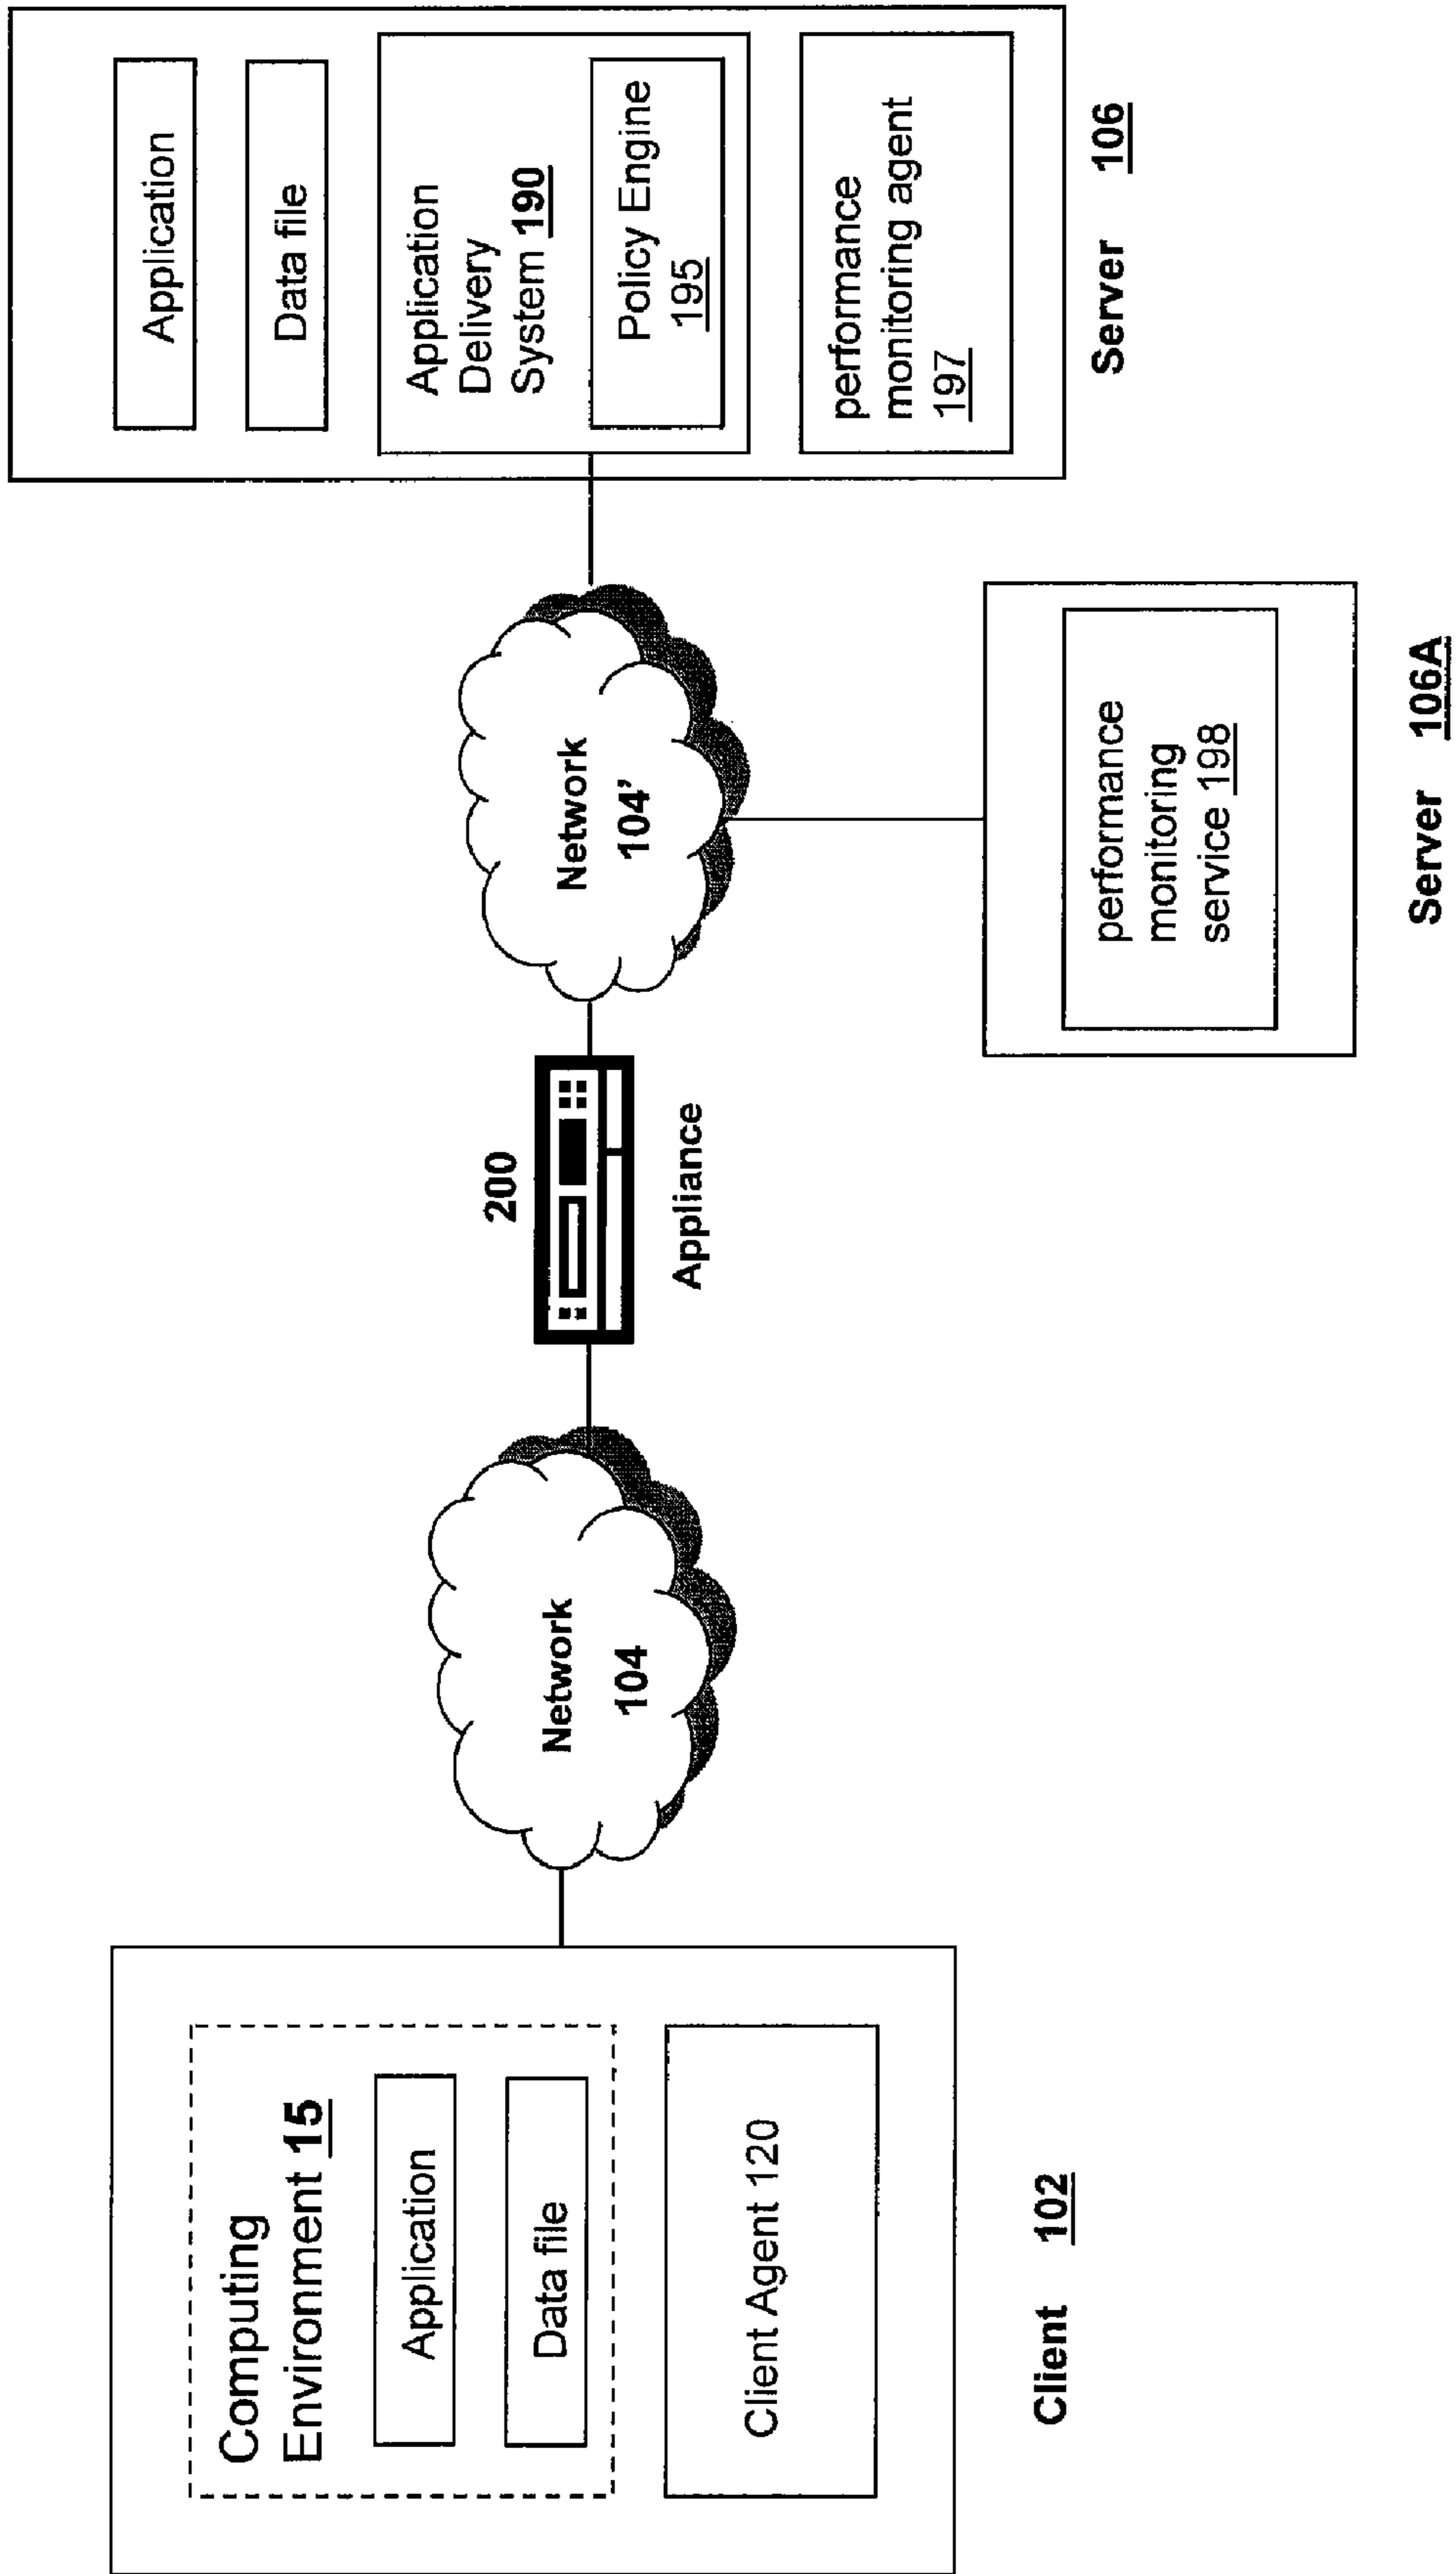 Computing
Environment 15
Application
Data file
Client Agent 120
Client 102
Network
104
200
Appliance
Network
104'
performance
monitoring
service 198
Server 106A
Application
Data file
Application
Delivery
System 190
Policy Engine
195
performance
monitoring agent
197
Server 106